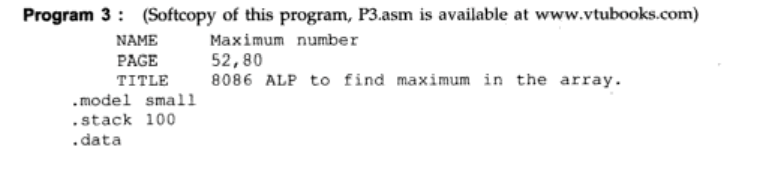 Program 3 : (Softcopy of this program, P3.asm is available at www.vtubooks.com)
NAME Maximum number
PAGE 52,80
TITLE 8086 ALP to find maximum in the array.
.model small
.stack 100
.data